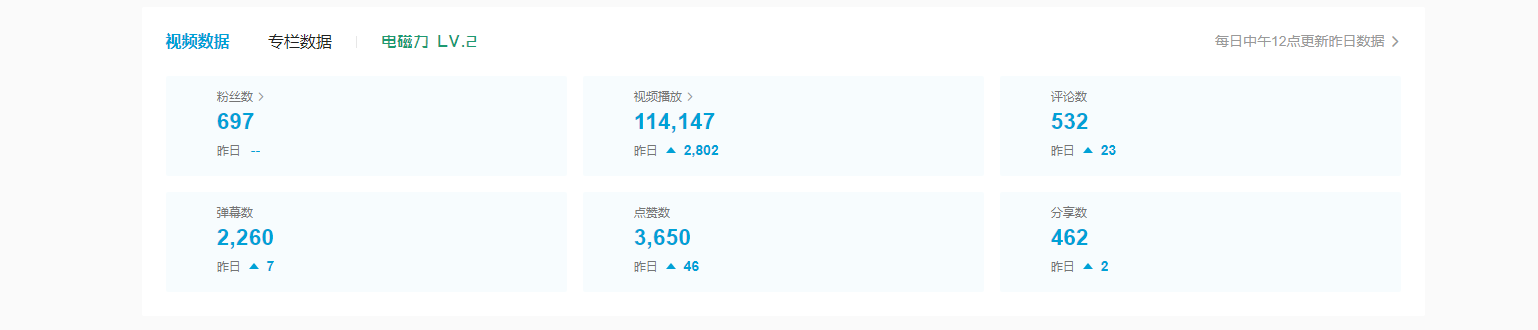 视频数据 专栏数据 电磁力 LV.2 每日中午12点更新昨日数据
粉丝数 视频播放 评论数
697 114,147 532
昨日 -- 昨日 2,802 昨日 23
弹幕数 点赞数 分享数
2,260 3,650 462
昨日 7 昨日 46 昨日 2